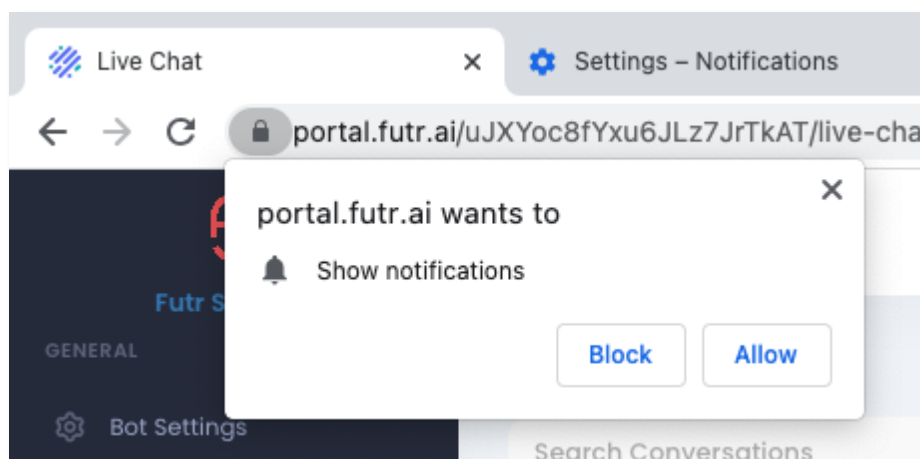 Live Chat
Settings – Notifications
portal.futr.ai/uJXYoc8fYxu6JLz7JrTkAT/live-cha
portal.futr.ai wants to
Show notifications
Futr S
GENERAL
Block
Allow
Bot Settings
Search Conversations